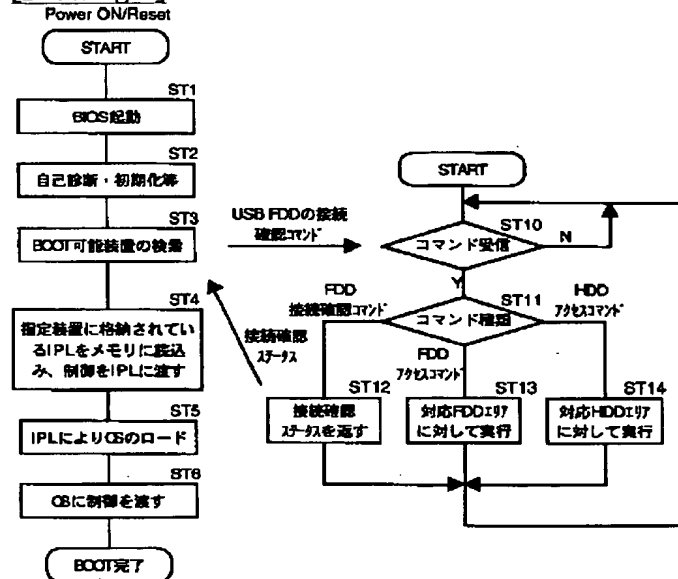 Power ON/Reset
START
ST1
BIOS起動
ST2
自己診断・初期化等
ST3
BOOT可能装置の検索
ST4
指定装置に格納されてい
るIPLをメモリに読込
み、制御をIPLに渡す
ST5
IPLによりOSのロード
ST6
OSに制御を渡す
BOOT完了
USB FDDの接続
確認コマンド
接続確認
ステータス
START
ST10
コマンド受信
N
Y
ST11
コマンド種類
FDD
接続確認コマンド
FDD
アクセスコマンド
HDD
アクセスコマンド
ST12
接続確認
ステータスを返す
ST13
対応FDDエリア
に対して実行
ST14
対応HDDエリア
に対して実行